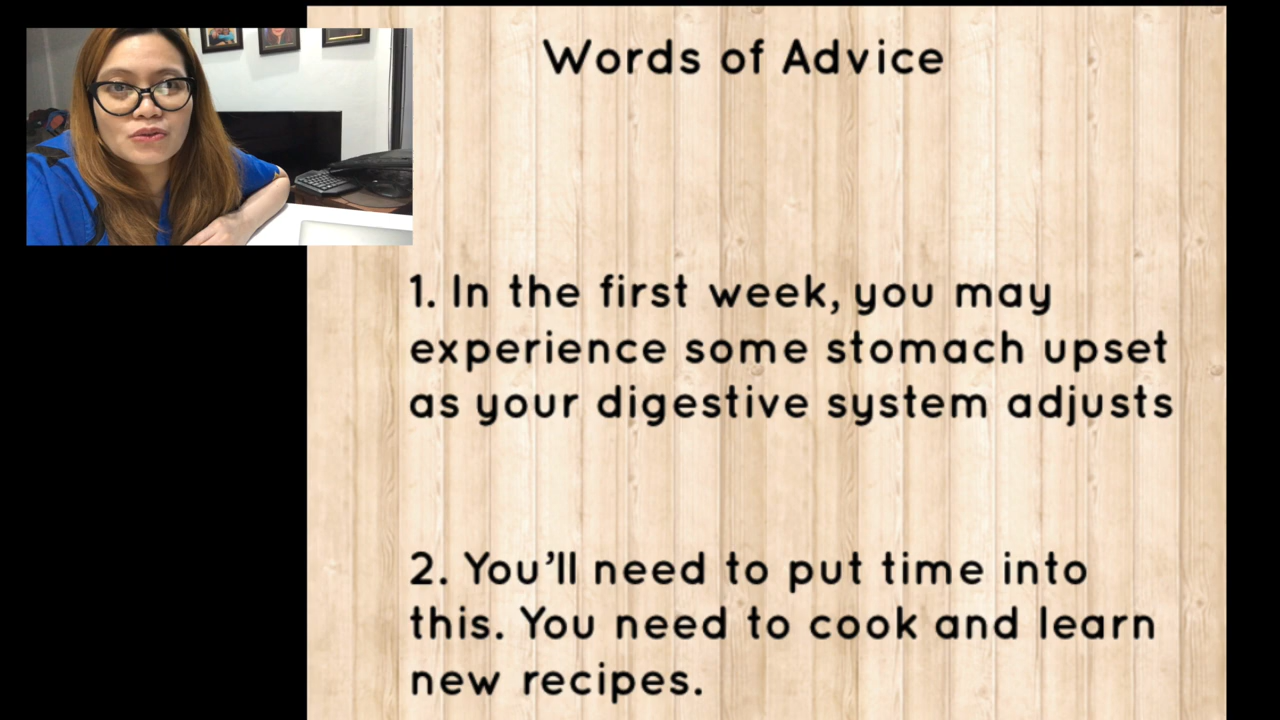 Words of Advice
1. In the first week, you may
experience some stomach upset
as your digestive system adjusts
2. You’ll need to put time into
this. You need to cook and learn
new recipes.